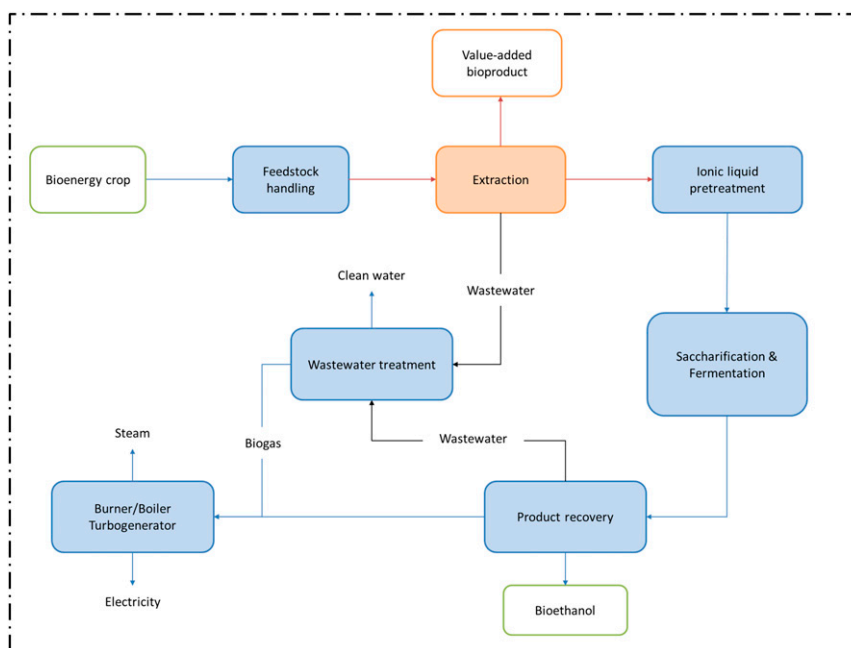 Value-added
bioproduct
Bioenergy crop
Feedstock
handling
Extraction
Ionic liquid
pretreatment
Clean water
Wastewater
Wastewater treatment
Saccharification &
Fermentation
Steam
Biogas
Wastewater
Burner/Boiler
Turbogenerator
Product recovery
Electricity
Bioethanol